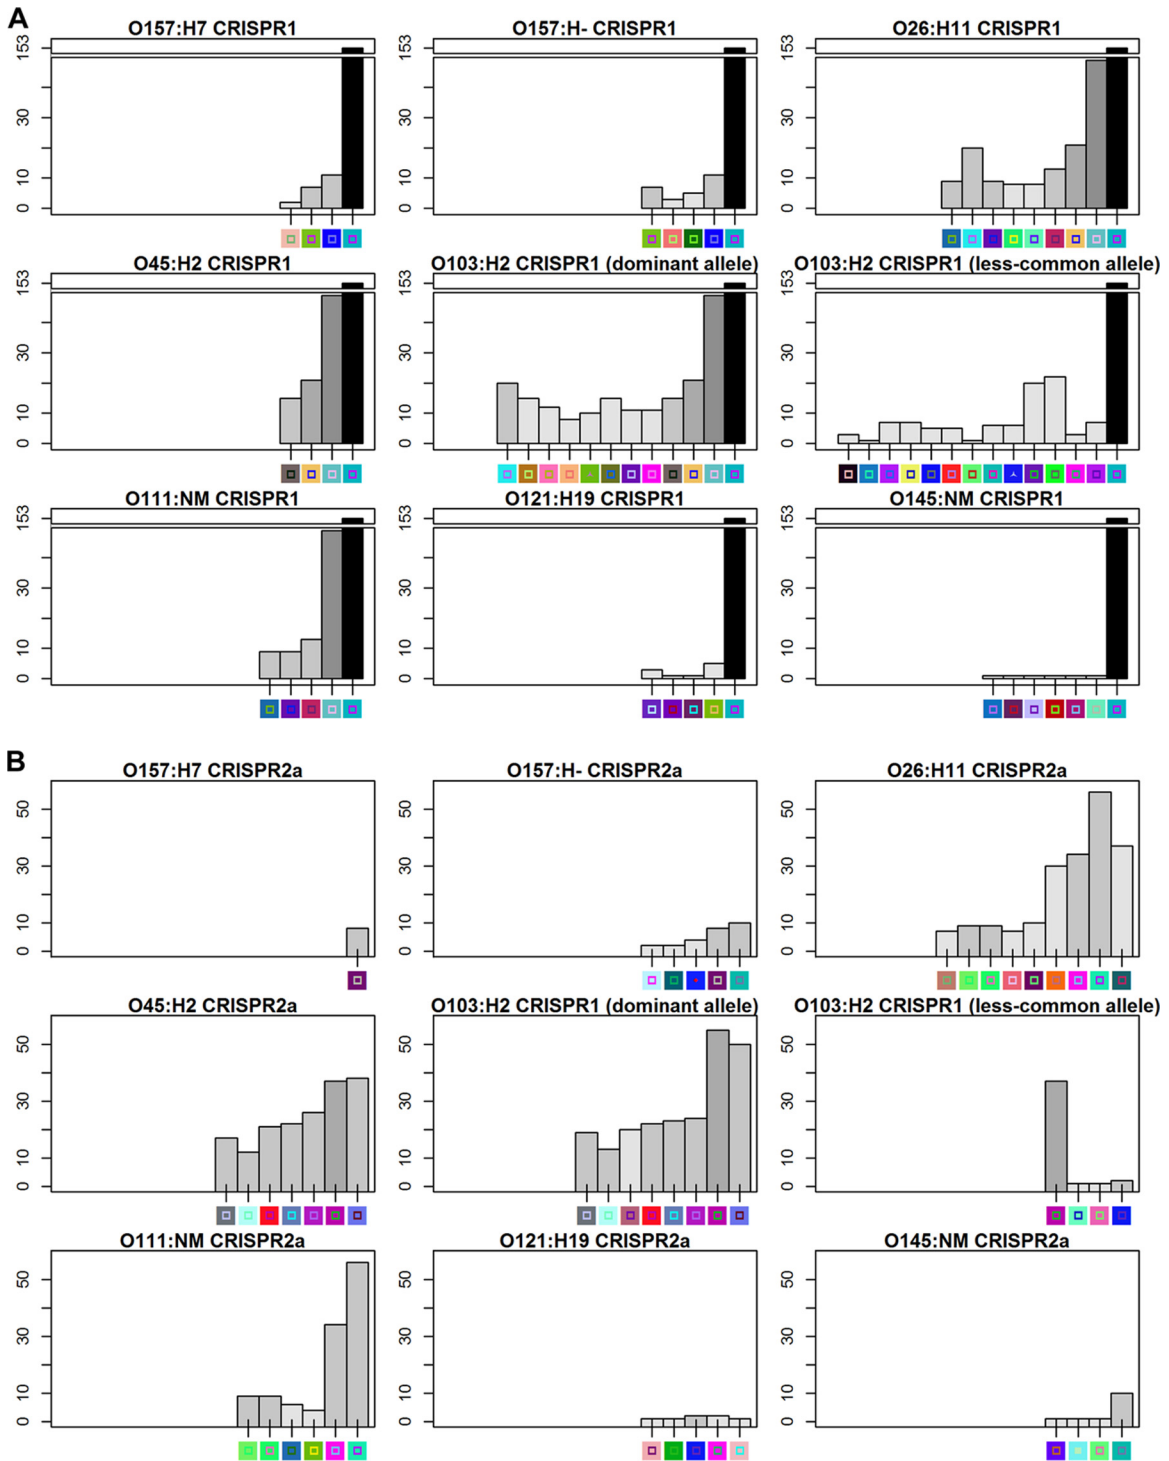 A
O157:H7 CRISPR1 O157:H- CRISPR1 O26:H11 CRISPR1
153 153 153
30 30 30
10 10 10
0 0 0
O45:H2 CRISPR1 O103:H2 CRISPR1 (dominant allele) O103:H2 CRISPR1 (less-common allele)
153 153 153
30 30 30
10 10 10
0 0 0
O111:NM CRISPR1 O121:H19 CRISPR1 O145:NM CRISPR1
153 153 153
30 30 30
10 10 10
0 0 0
B
O157:H7 CRISPR2a O157:H- CRISPR2a O26:H11 CRISPR2a
50 50 50
30 30 30
10 10 10
0 0 0
O45:H2 CRISPR2a O103:H2 CRISPR1 (dominant allele) O103:H2 CRISPR1 (less-common allele)
50 50 50
30 30 30
10 10 10
0 0 0
O111:NM CRISPR2a O121:H19 CRISPR2a O145:NM CRISPR2a
50 50 50
30 30 30
10 10 10
0 0 0